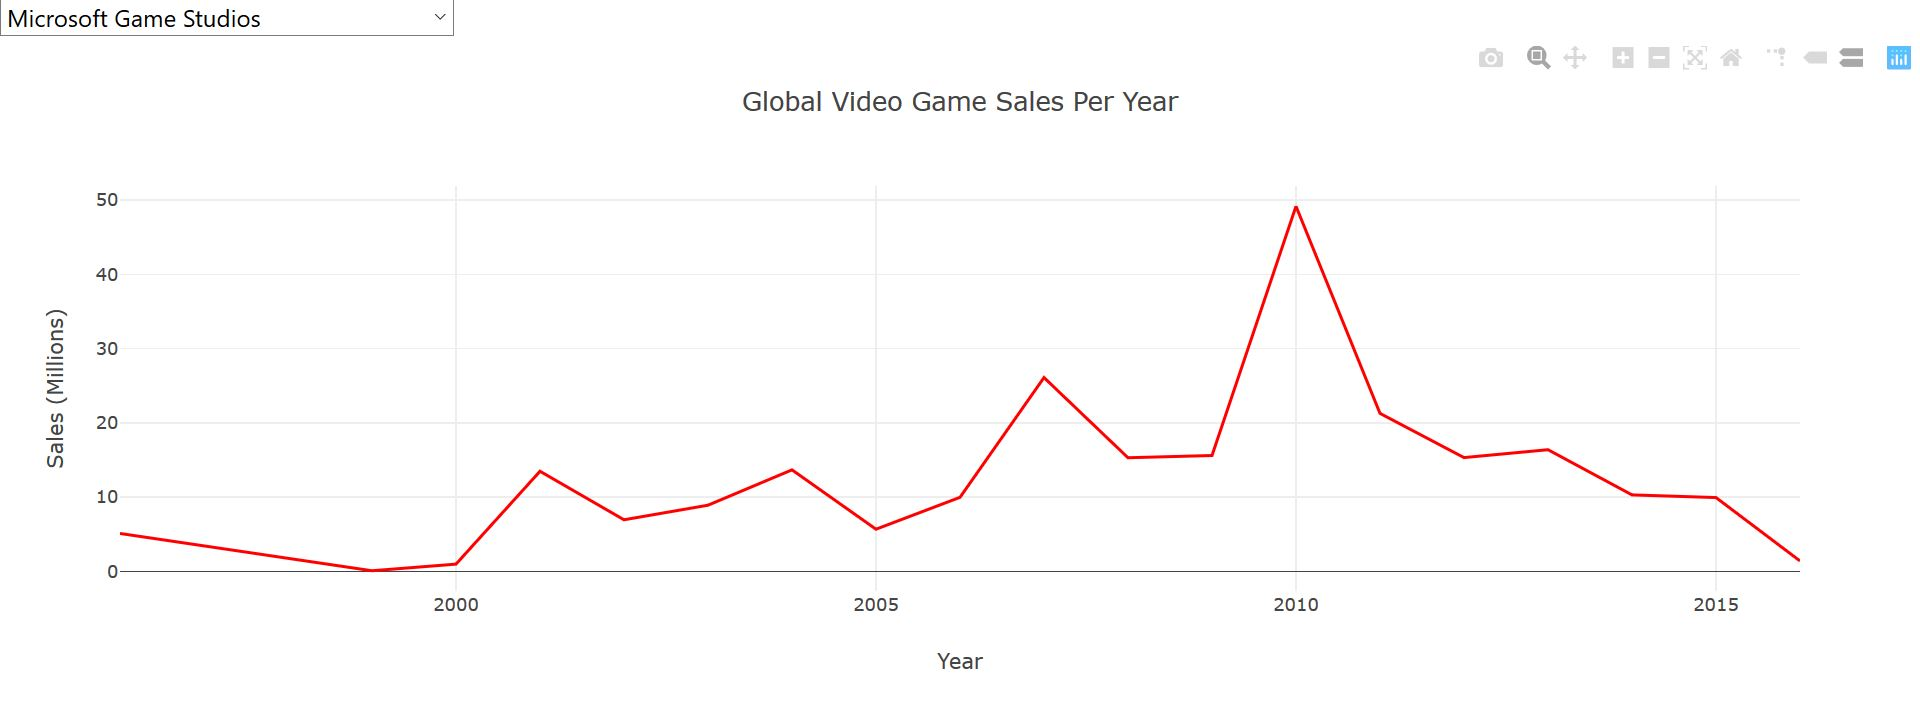 Microsoft Game Studios
Global Video Game Sales Per Year
50
40
30
20
10
0
Sales (Millions)
2000 2005 2010 2015
Year